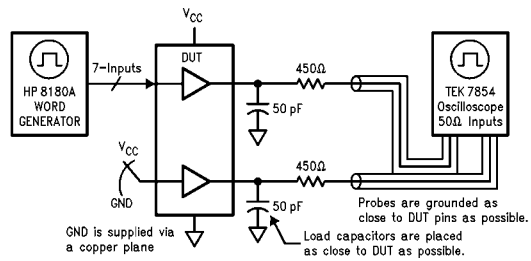 VCC
DUT
HP 8180A
WORD
GENERATOR
7-Inputs
450Ω
50 pF
TEK 7854
Oscilloscope
50Ω Inputs
VCC
GND
450Ω
50 pF
Probes are grounded as
close to DUT pins as possible.
GND is supplied via
a copper plane
Load capacitors are placed
as close to DUT as possible.